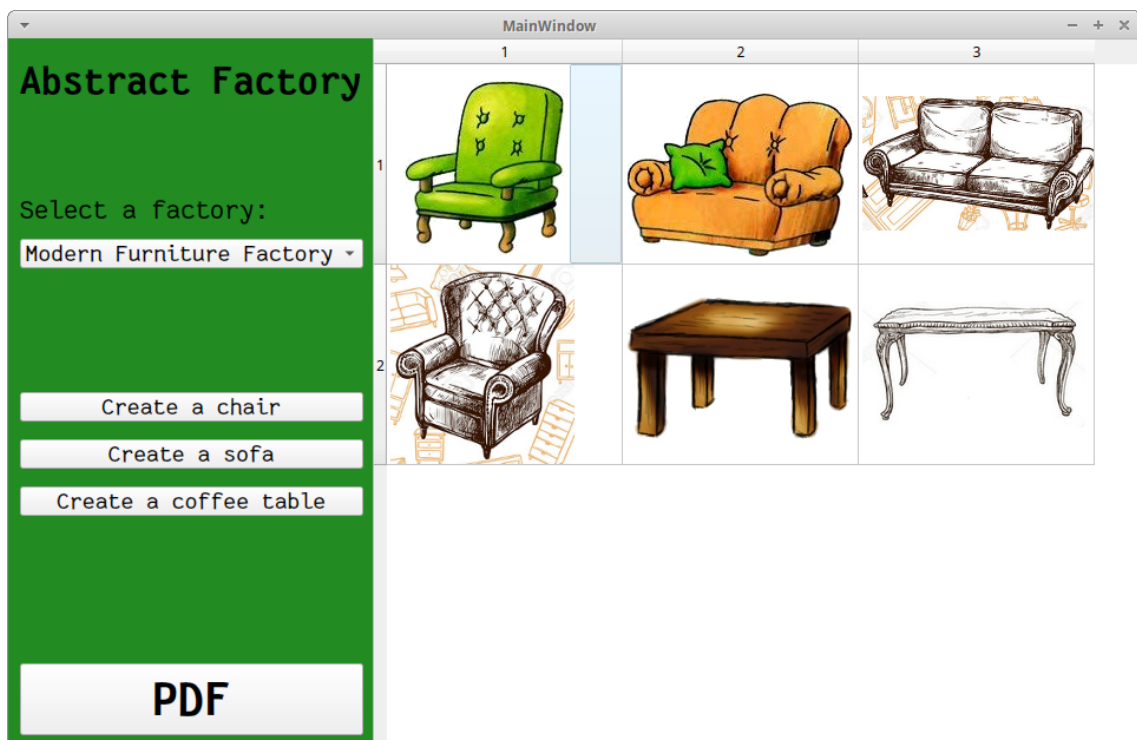 MainWindow
Abstract Factory
Select a factory:
Modern Furniture Factory
Create a chair
Create a sofa
Create a coffee table
PDF
1 2 3
1
2